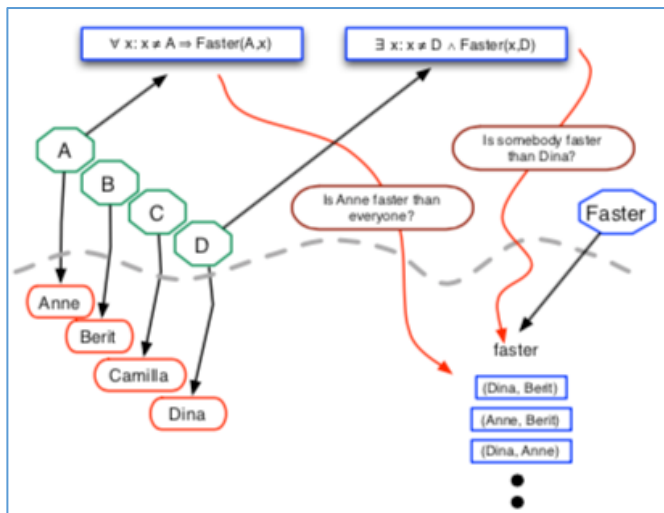 ∀ x: x ≠ A ⇒ Faster(A,x)
∃ x: x ≠ D ∧ Faster(x,D)
A
B
C
D
Is somebody faster
than Dina?
Is Anne faster than
everyone?
Faster
Anne
Berit
Camilla
Dina
faster
(Dina, Berit)
(Anne, Berit)
(Dina, Anne)